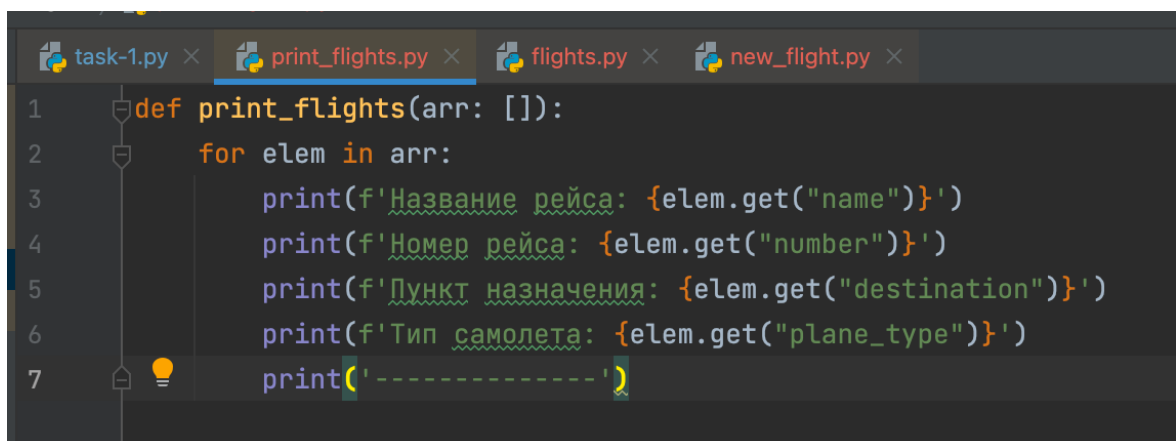 task-1.py × print_flights.py × flights.py × new_flight.py ×
1 def print_flights(arr: []):
2 for elem in arr:
3 print(f'Название рейса: {elem.get("name")}')
4 print(f'Номер рейса: {elem.get("number")}')
5 print(f'Пункт назначения: {elem.get("destination")}')
6 print(f'Тип самолета: {elem.get("plane_type")}')
7 print('--------------')